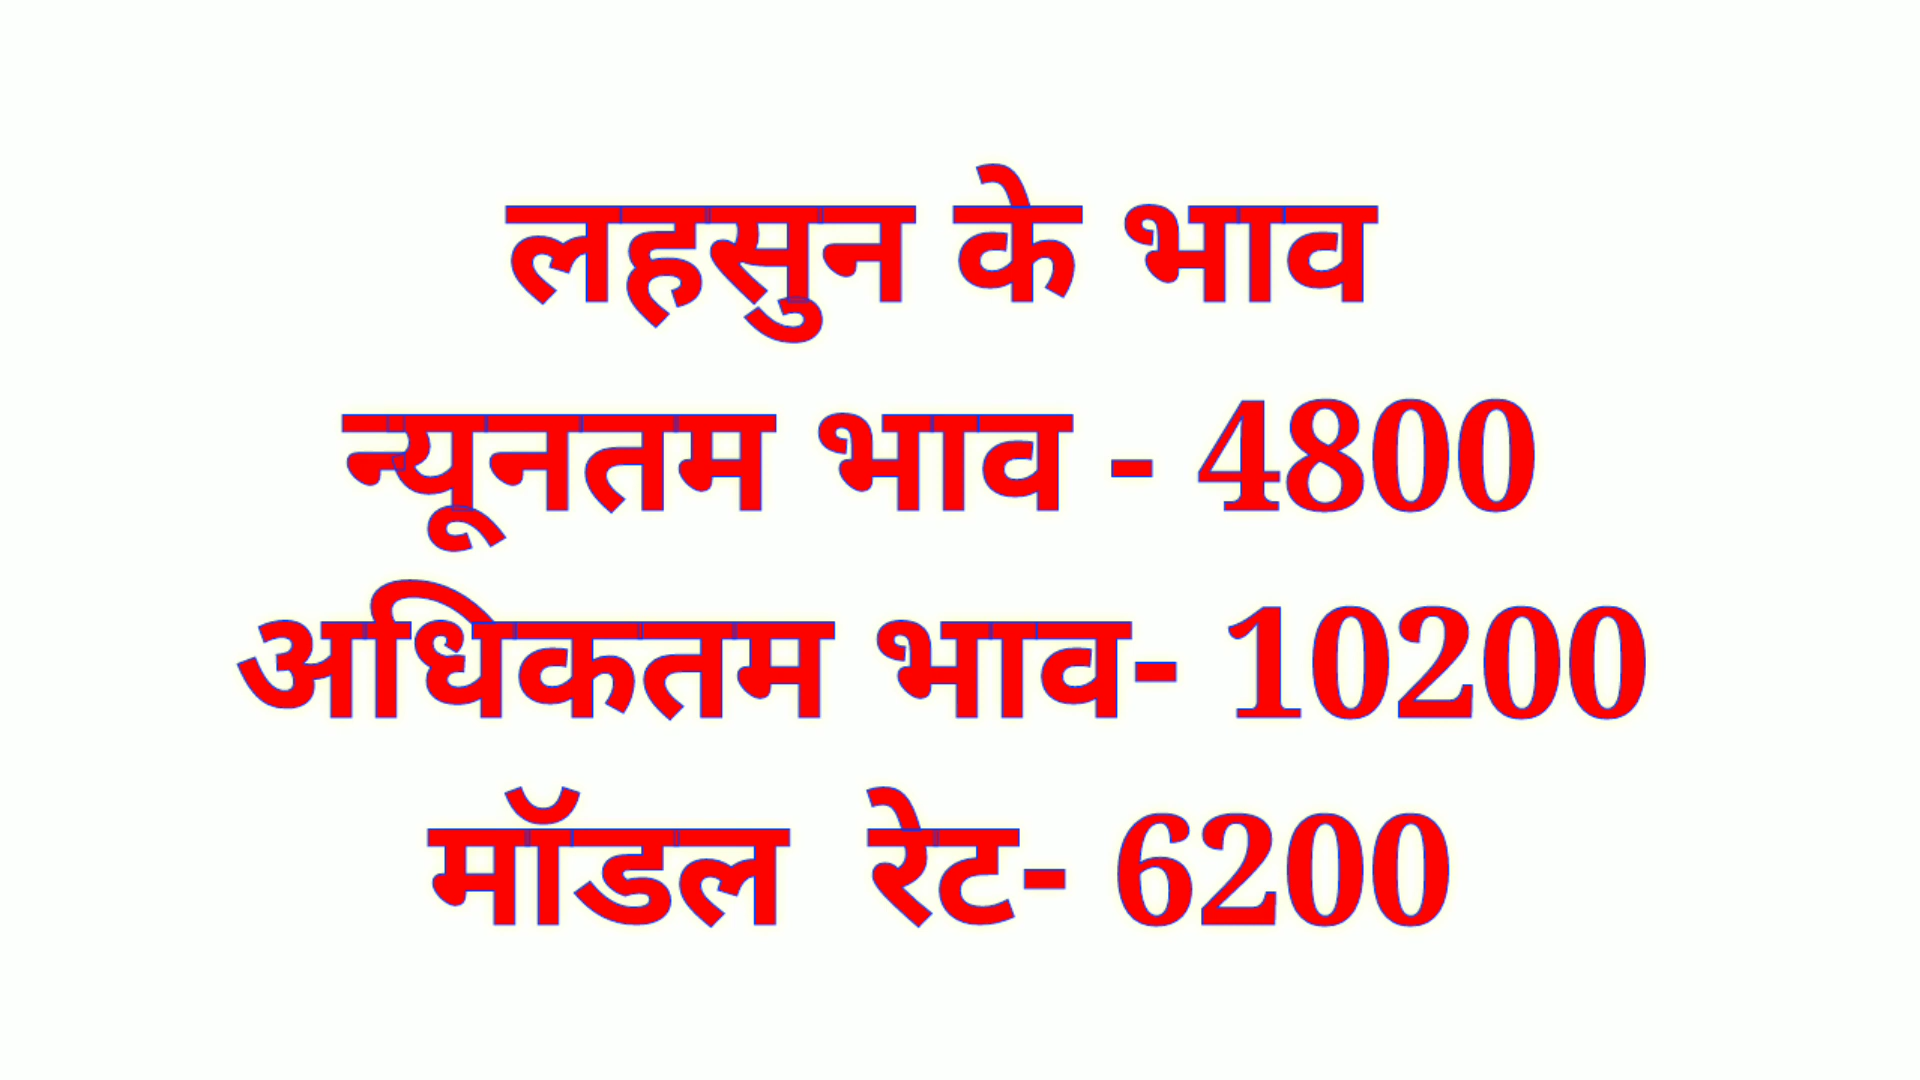 लहसुन के भाव
न्यूनतम भाव - 4800
अधिकतम भाव- 10200
मॉडल रेट- 6200